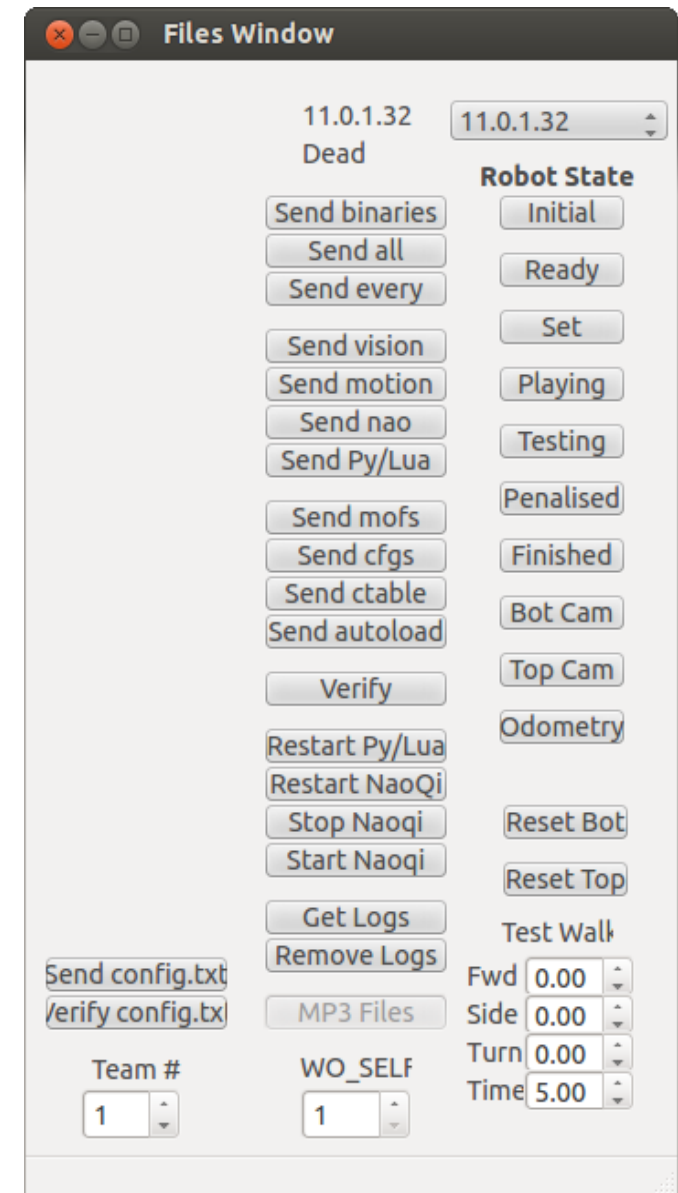 Files Window
11.0.1.32
Dead
11.0.1.32
Send binaries
Send all
Send every
Send vision
Send motion
Send nao
Send Py/Lua
Send mofs
Send cfgs
Send ctable
Send autoload
Verify
Restart Py/Lua
Restart NaoQi
Stop Naoqi
Start Naoqi
Get Logs
Remove Logs
MP3 Files
WO_SELF
1
Robot State
Initial
Ready
Set
Playing
Testing
Penalised
Finished
Bot Cam
Top Cam
Odometry
Reset Bot
Reset Top
Test Walk
Fwd 0.00
Side 0.00
Turn 0.00
Time 5.00
Send config.txt
Verify config.txt
Team #
1